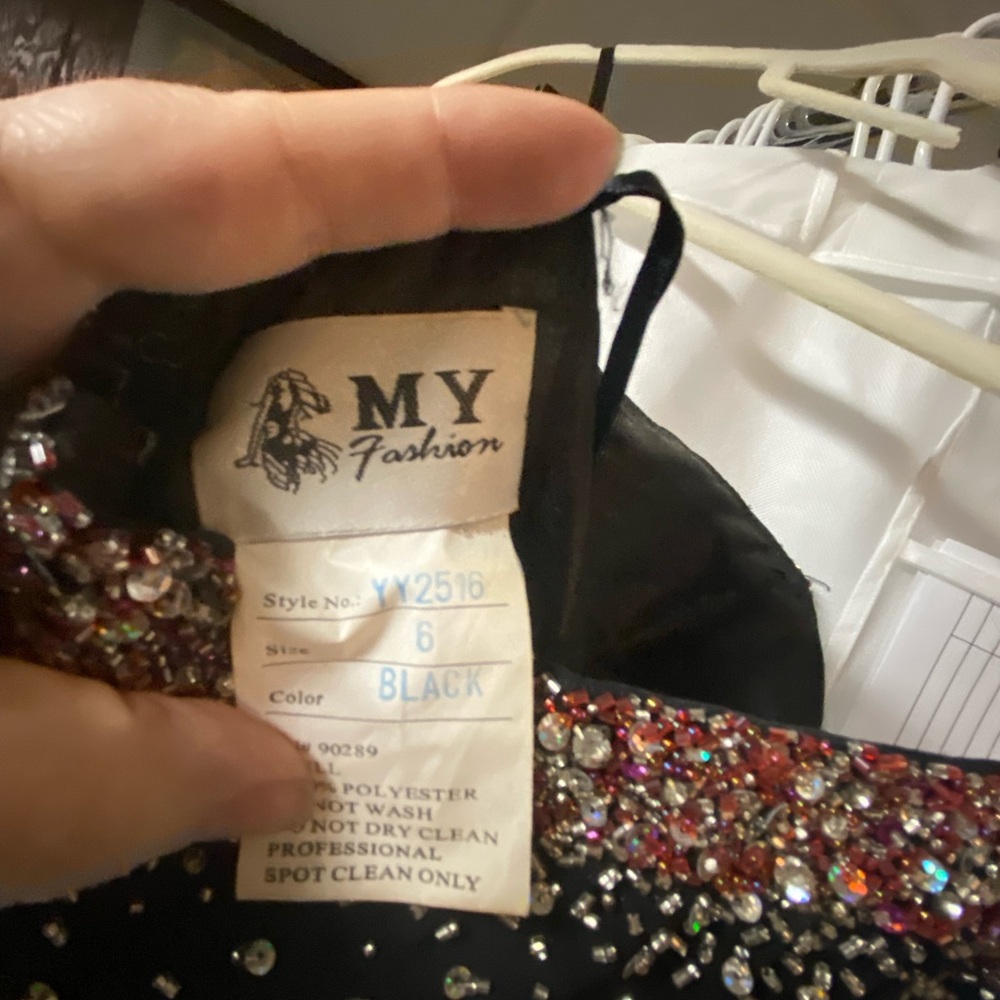 MY
Fashion
Style No.: YY2516
Size 6
Color BLACK
90289
% POLYESTER
NOT WASH
NOT DRY CLEAN
PROFESSIONAL
SPOT CLEAN ONLY